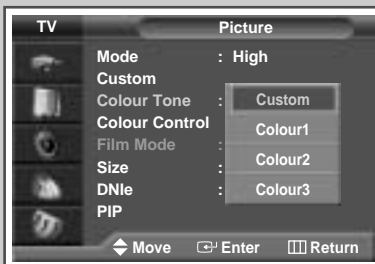 TV Picture
Mode : High
Custom
Colour Tone : Custom
Colour Control Colour1
Film Mode : Colour2
Size :
DNIe : Colour3
PIP
Move Enter Return